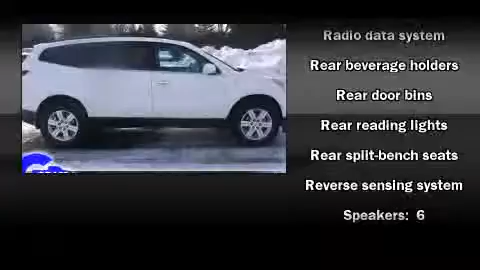 Radio data system
Rear beverage holders
Rear door bins
Rear reading lights
Rear split-bench seats
Reverse sensing system
Speakers: 6